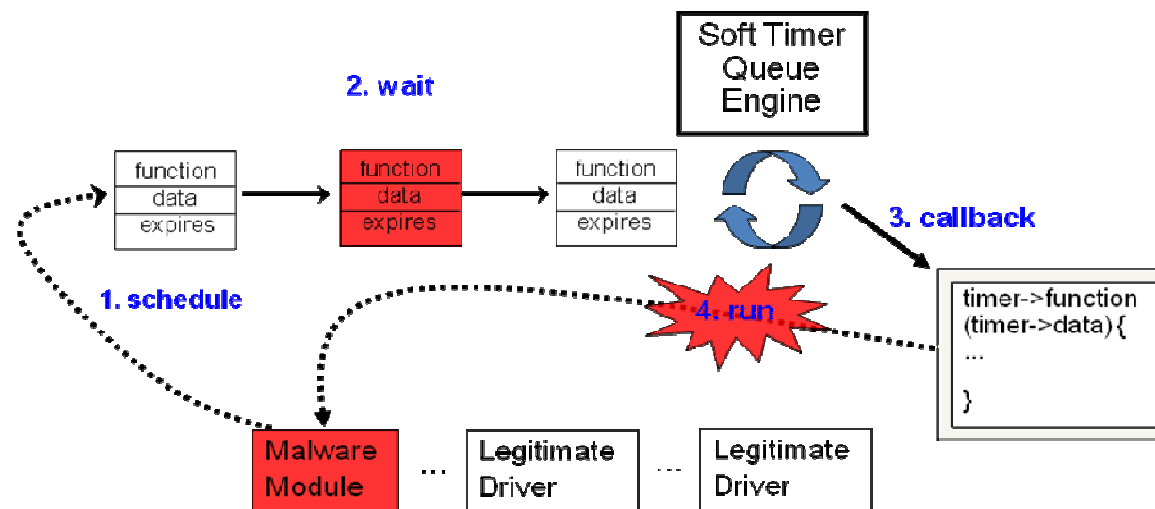 Soft Timer
Queue
Engine
2. wait
function
data
expires
function
data
expires
function
data
expires
3. callback
1. schedule
4. run
timer->function
(timer->data){
...
}
Malware
Module
...
Legitimate
Driver
...
Legitimate
Driver